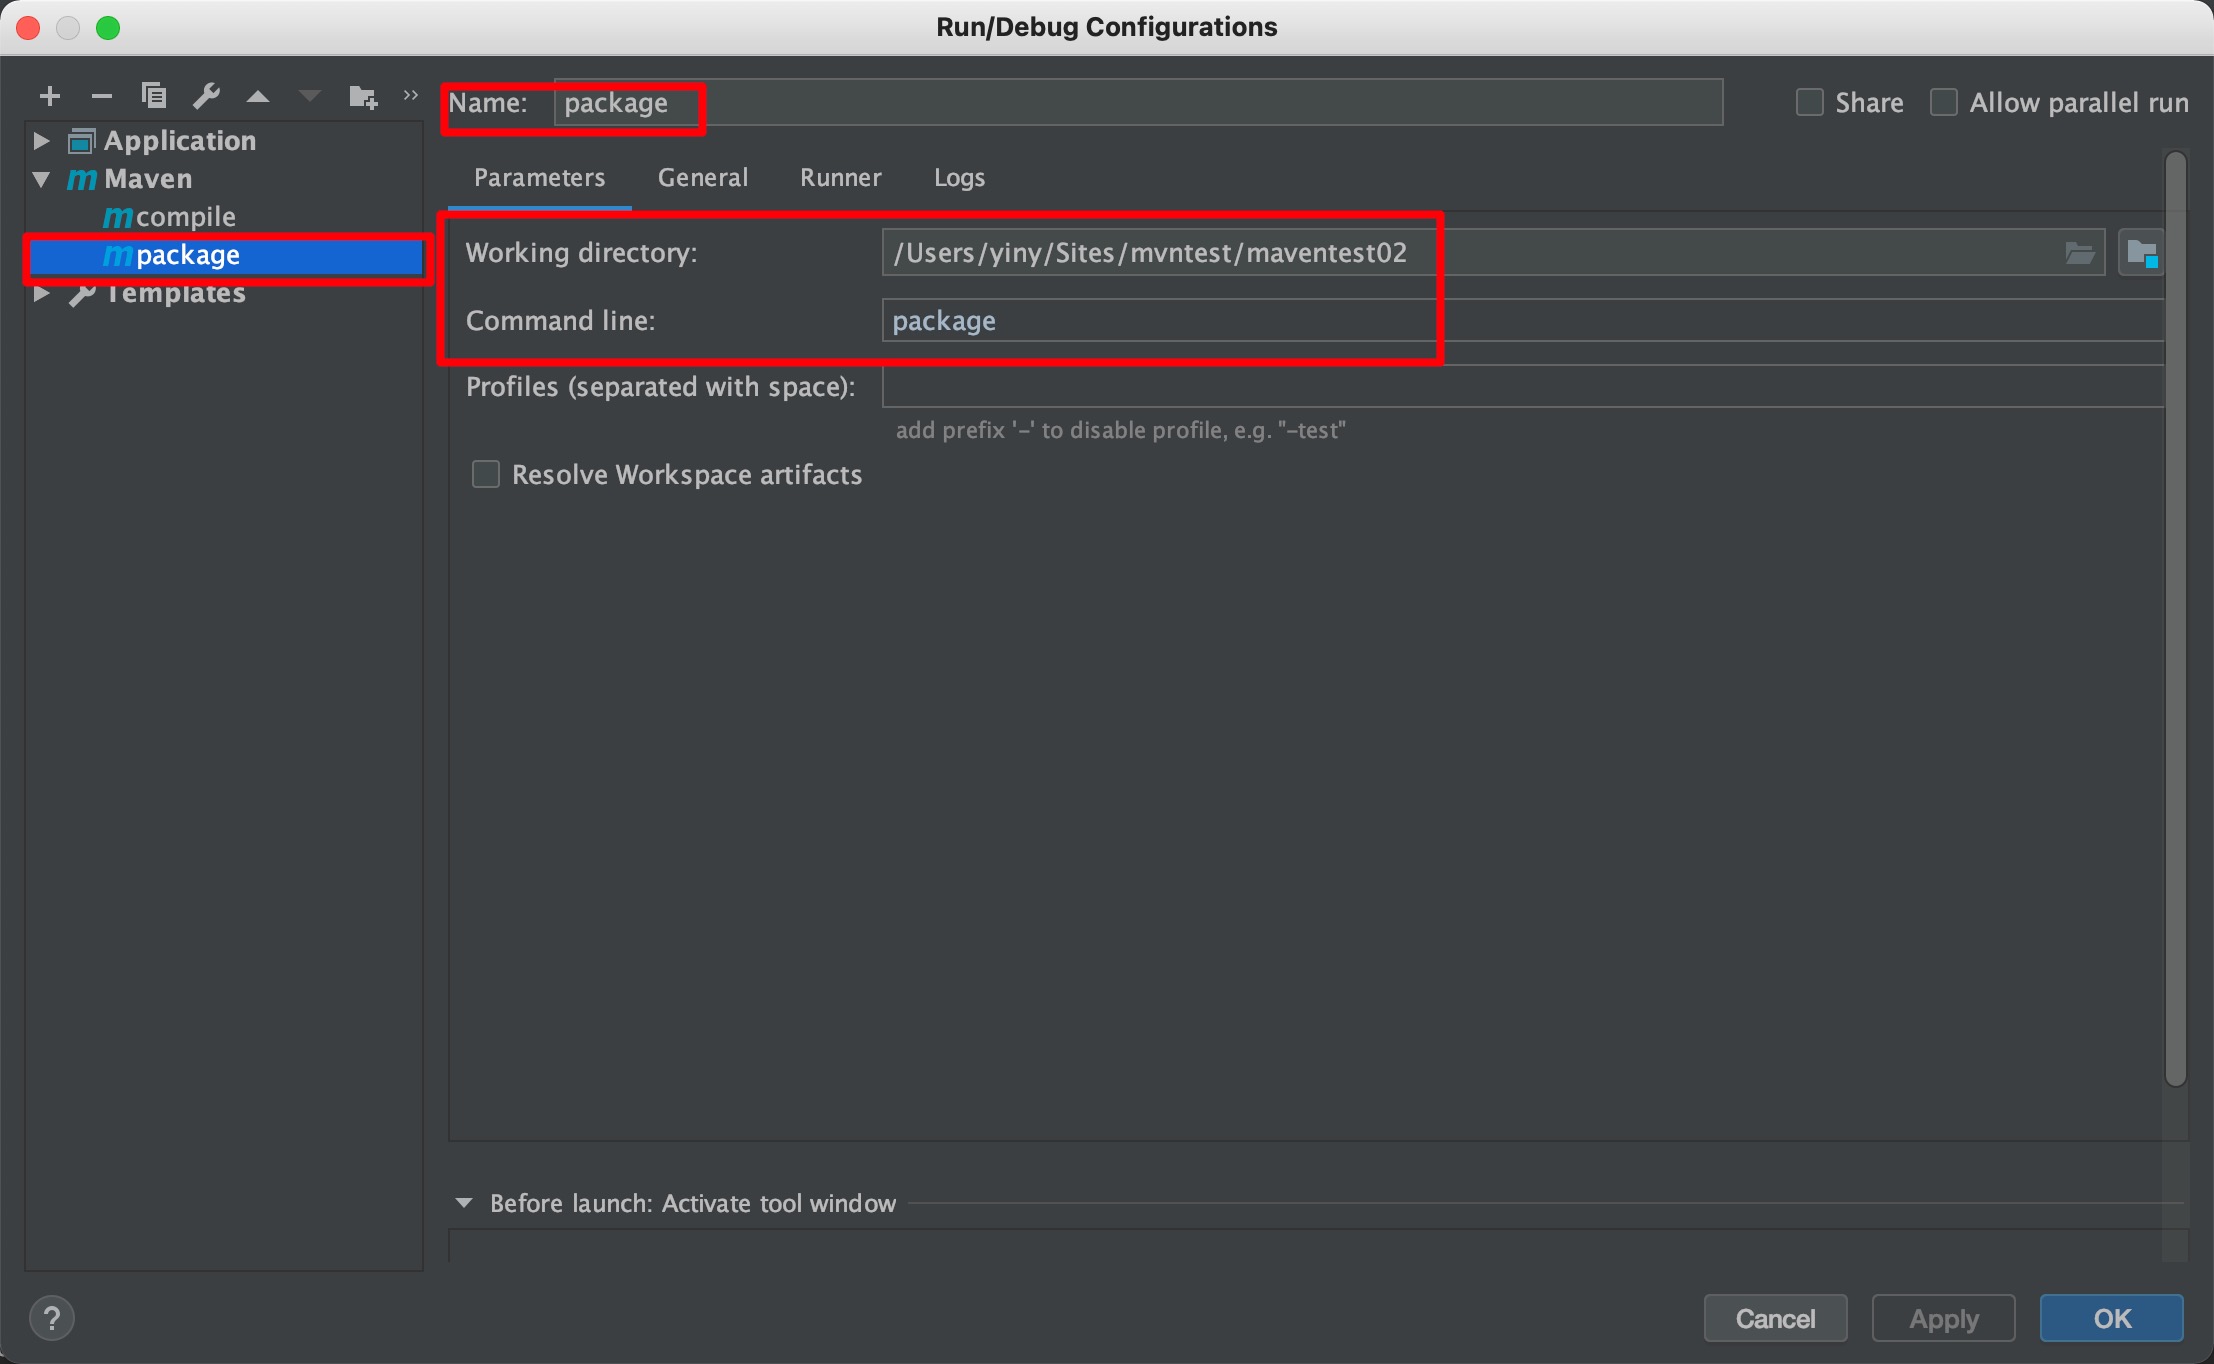 Run/Debug Configurations
Name: package
Share
Allow parallel run
Application
m Maven
m compile
m package
Templates
Parameters General Runner Logs
Working directory: /Users/yiny/Sites/mvntest/maventest02
Command line: package
Profiles (separated with space):
add prefix '-' to disable profile, e.g. "-test"
Resolve Workspace artifacts
Before launch: Activate tool window
?
Cancel Apply OK